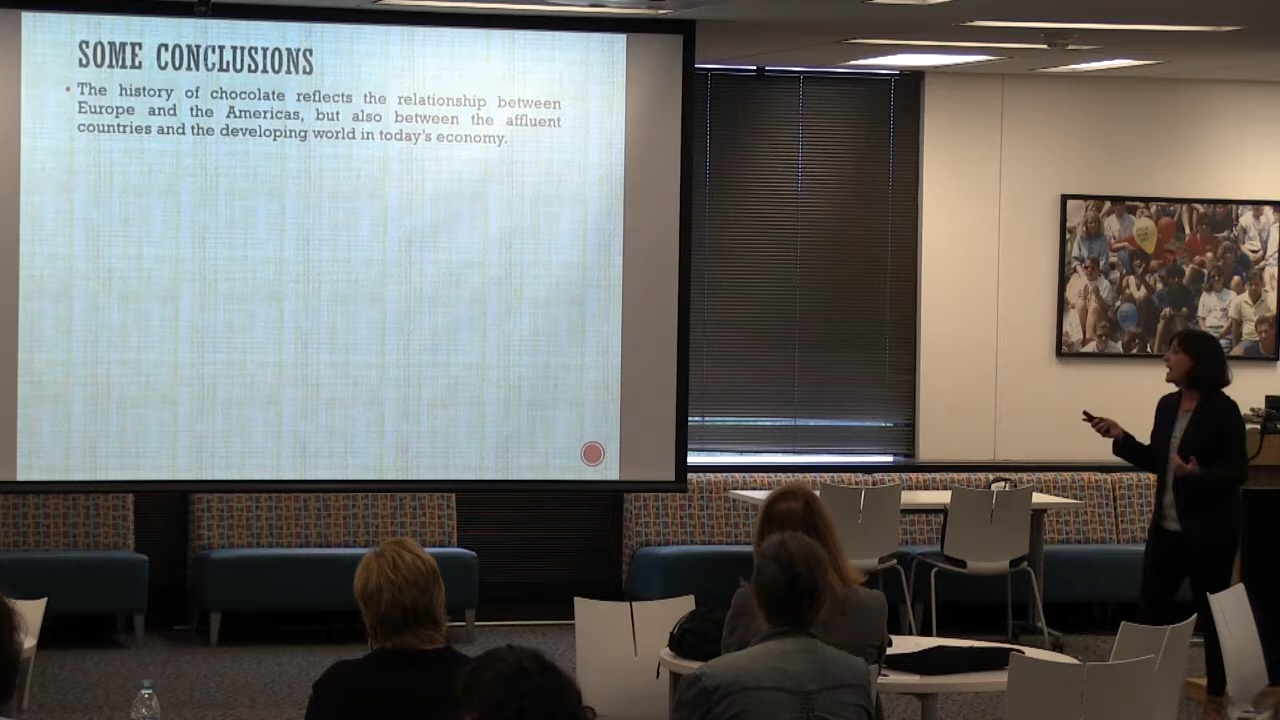 SOME CONCLUSIONS
The history of chocolate reflects the relationship between
Europe and the Americas, but also between the affluent
countries and the developing world in today's economy.